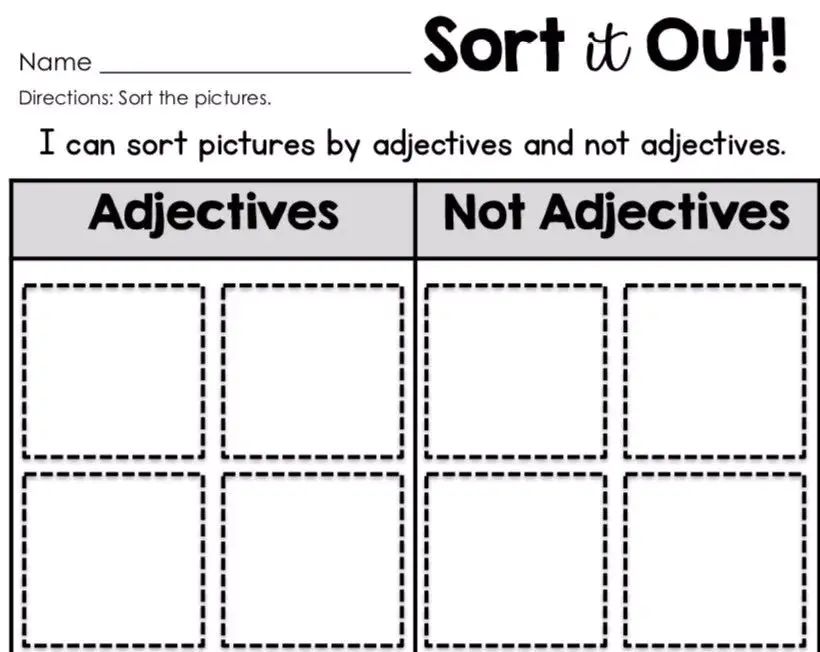 Sort it Out!
Name
Directions: Sort the pictures.
I can sort pictures by adjectives and not adjectives.
Adjectives
Not Adjectives